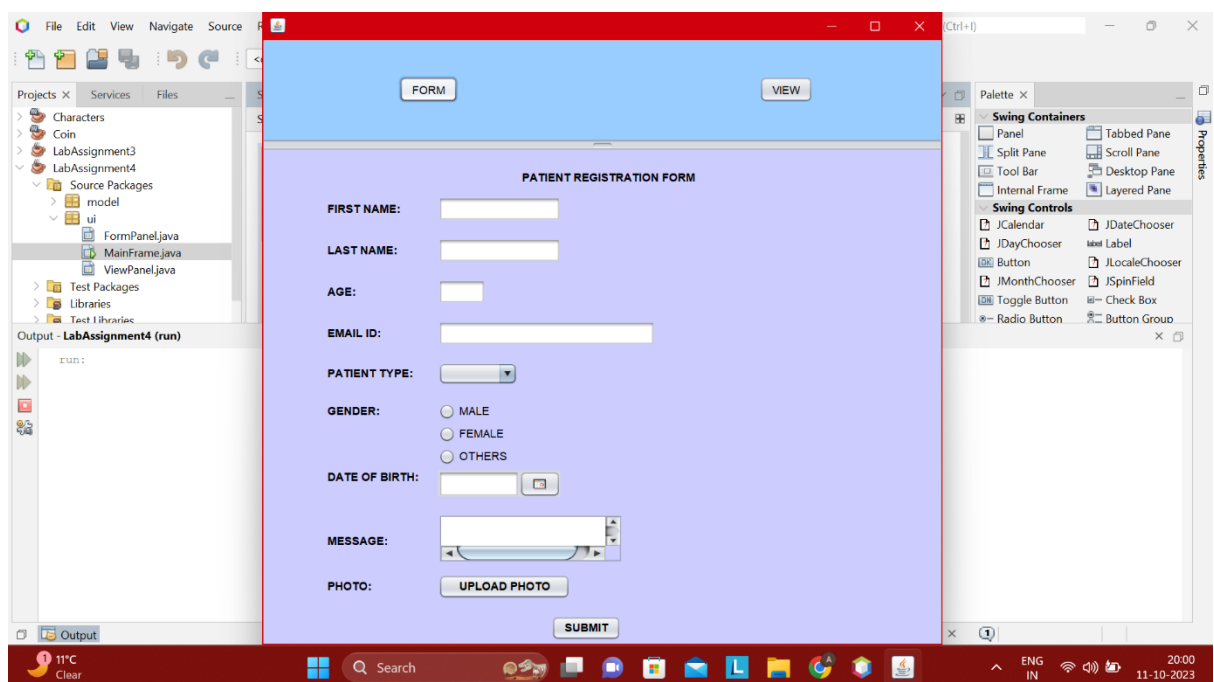 File Edit View Navigate Source
(Ctrl+I)
Projects Services Files
Characters
Coin
LabAssignment3
LabAssignment4
Source Packages
model
ui
FormPanel.java
MainFrame.java
ViewPanel.java
Test Packages
Libraries
Test Libraries
Output - LabAssignment4 (run)
run:
Output
FORM VIEW
PATIENT REGISTRATION FORM
FIRST NAME:
LAST NAME:
AGE:
EMAIL ID:
PATIENT TYPE:
GENDER: MALE
FEMALE
OTHERS
DATE OF BIRTH:
MESSAGE:
PHOTO: UPLOAD PHOTO
SUBMIT
Palette
Swing Containers
Panel Tabbed Pane
Split Pane Scroll Pane
Tool Bar Desktop Pane
Internal Frame Layered Pane
Swing Controls
JCalendar JDateChooser
JDayChooser label Label
OK Button JLocaleChooser
JMonthChooser JSpinField
ON Toggle Button Check Box
Radio Button Button Group
Properties
1
1 11°C
Clear
Search
L
A
ENG
IN
20:00
11-10-2023